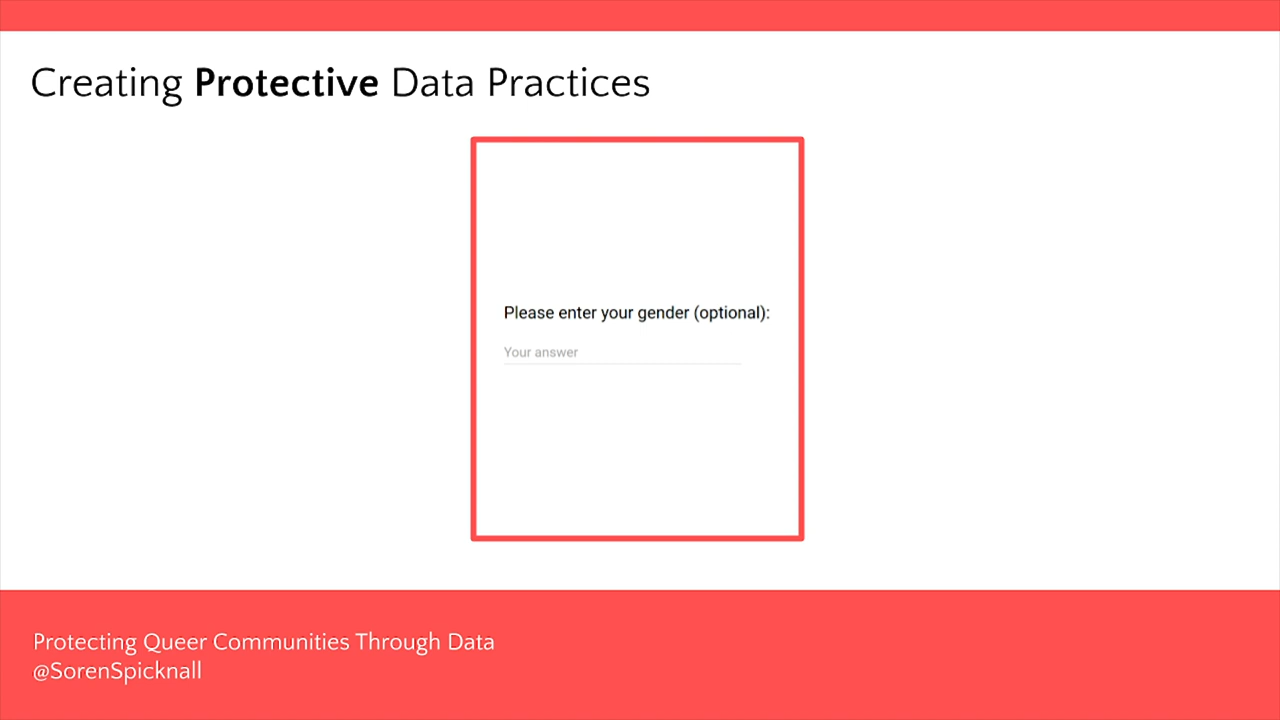 Creating Protective Data Practices
Please enter your gender (optional):
Your answer
Protecting Queer Communities Through Data
@SorenSpicknall